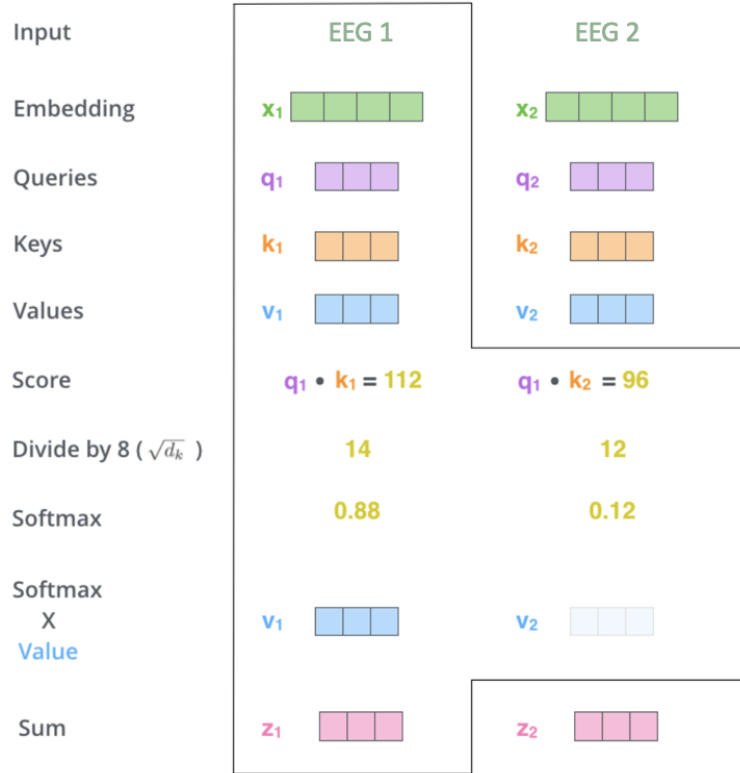 Input EEG 1 EEG 2
Embedding x₁ x₂
Queries q₁ q₂
Keys k₁ k₂
Values v₁ v₂
Score q₁ • k₁ = 112 q₁ • k₂ = 96
Divide by 8 ( √dₖ ) 14 12
Softmax 0.88 0.12
Softmax
X v₁ v₂
Value
Sum z₁ z₂